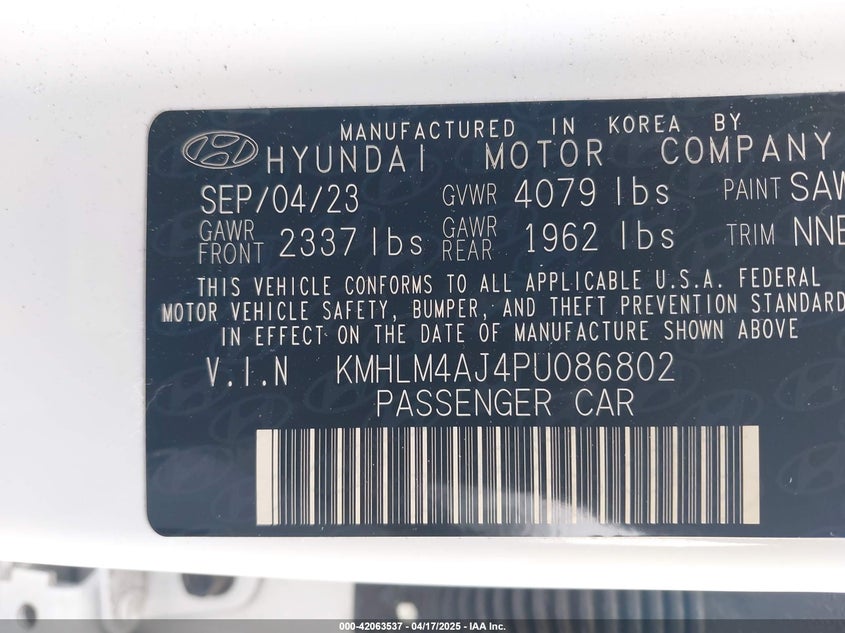 MANUFACTURED IN KOREA BY
HYUNDAI MOTOR COMPANY
SEP/04/23 GVWR 4079 lbs PAINT SAW
GAWR FRONT 2337 lbs GAWR REAR 1962 lbs TRIM NNB
THIS VEHICLE CONFORMS TO ALL APPLICABLE U.S.A. FEDERAL
MOTOR VEHICLE SAFETY, BUMPER, AND THEFT PREVENTION STANDARD
IN EFFECT ON THE DATE OF MANUFACTURE SHOWN ABOVE
V.I.N KMHLM4AJ4PU086802
PASSENGER CAR
000-42063537 - 04/17/2025 - IAA Inc.